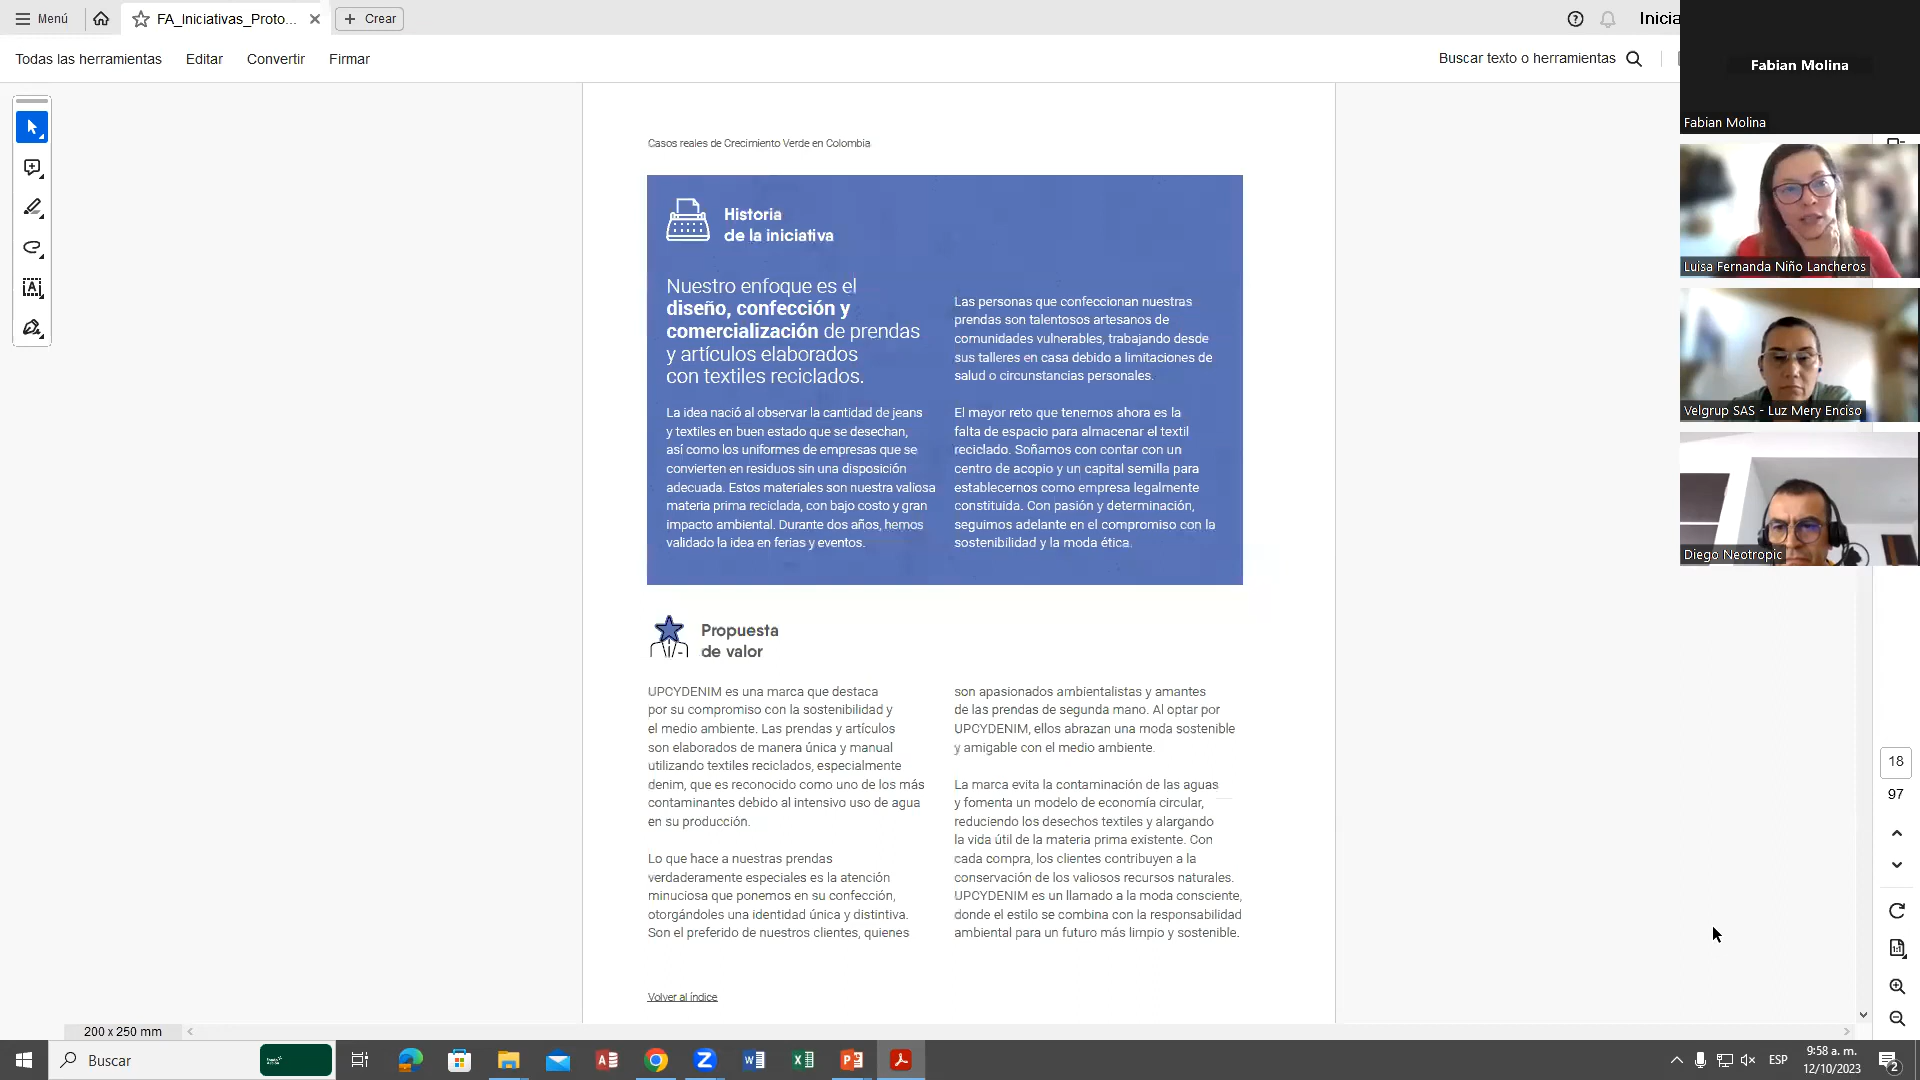 Menú
FA_Iniciativas_Proto...
Crear
Inicia
Todas las herramientas
Editar
Convertir
Firmar
Buscar texto o herramientas
Casos reales de Crecimiento Verde en Colombia
Historia
de la iniciativa
Nuestro enfoque es el
diseño, confección y
comercialización de prendas
y artículos elaborados
con textiles reciclados.
La idea nació al observar la cantidad de jeans
y textiles en buen estado que se desechan,
así como los uniformes de empresas que se
convierten en residuos sin una disposición
adecuada. Estos materiales son nuestra valiosa
materia prima reciclada, con bajo costo y gran
impacto ambiental. Durante dos años, hemos
validado la idea en ferias y eventos.
Las personas que confeccionan nuestras
prendas son talentosos artesanos de
comunidades vulnerables, trabajando desde
sus talleres en casa debido a limitaciones de
salud o circunstancias personales.
El mayor reto que tenemos ahora es la
falta de espacio para almacenar el textil
reciclado. Soñamos con contar con un
centro de acopio y un capital semilla para
establecernos como empresa legalmente
constituida. Con pasión y determinación,
seguimos adelante en el compromiso con la
sostenibilidad y la moda ética.
Propuesta
de valor
UPCYDENIM es una marca que destaca
por su compromiso con la sostenibilidad y
el medio ambiente. Las prendas y artículos
son elaborados de manera única y manual
utilizando textiles reciclados, especialmente
denim, que es reconocido como uno de los más
contaminantes debido al intensivo uso de agua
en su producción.
Lo que hace a nuestras prendas
verdaderamente especiales es la atención
minuciosa que ponemos en su confección,
otorgándoles una identidad única y distintiva.
Son el preferido de nuestros clientes, quienes
son apasionados ambientalistas y amantes
de las prendas de segunda mano. Al optar por
UPCYDENIM, ellos abrazan una moda sostenible
y amigable con el medio ambiente.
La marca evita la contaminación de las aguas
y fomenta un modelo de economía circular,
reduciendo los desechos textiles y alargando
la vida útil de la materia prima existente. Con
cada compra, los clientes contribuyen a la
conservación de los valiosos recursos naturales.
UPCYDENIM es un llamado a la moda consciente,
donde el estilo se combina con la responsabilidad
ambiental para un futuro más limpio y sostenible.
Volver al índice
Fabian Molina
Fabian Molina
Luisa Fernanda Niño Lancheros
Velgrup SAS - Luz Mery Enciso
Diego Neotropic
18
97
200 x 250 mm
Buscar
ESP
9:58 a. m.
12/10/2023
2